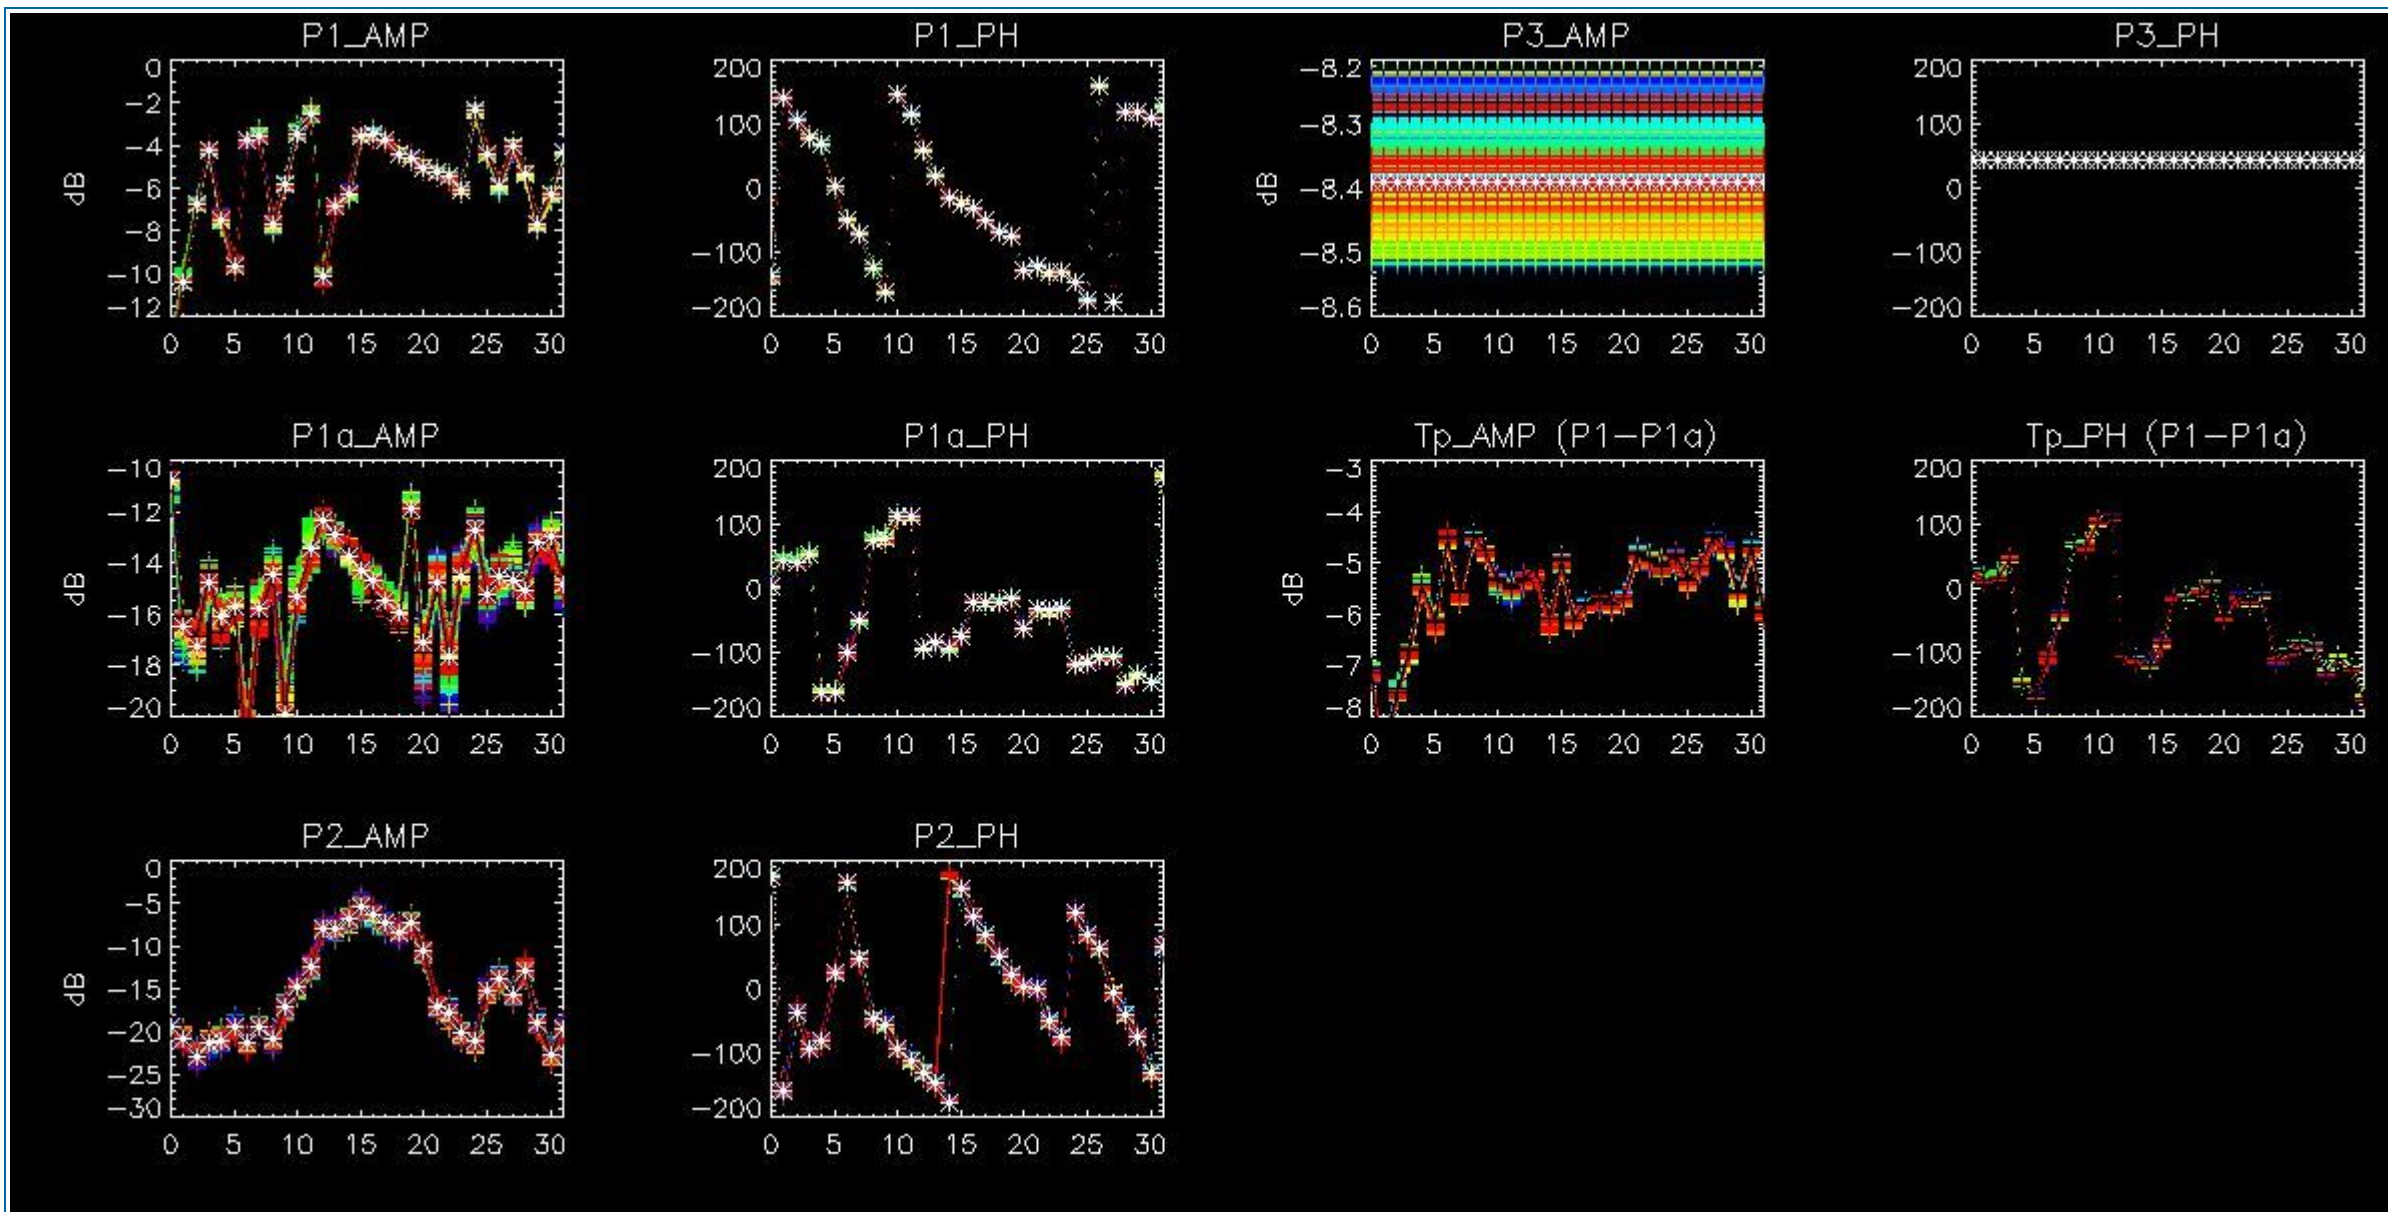 P1_AMP
0
−2
−4
−6
−8
−10
−12
dB
0 5 10 15 20 25 30
P1_PH
200
100
0
−100
−200
0 5 10 15 20 25 30
P3_AMP
−8.2
−8.3
−8.4
−8.5
−8.6
dB
0 5 10 15 20 25 30
P3_PH
200
100
0
−100
−200
0 5 10 15 20 25 30
P1a_AMP
−10
−12
−14
−16
−18
−20
dB
0 5 10 15 20 25 30
P1a_PH
200
100
0
−100
−200
0 5 10 15 20 25 30
Tp_AMP (P1−P1a)
−3
−4
−5
−6
−7
−8
dB
0 5 10 15 20 25 30
Tp_PH (P1−P1a)
200
100
0
−100
−200
0 5 10 15 20 25 30
P2_AMP
0
−5
−10
−15
−20
−25
−30
dB
0 5 10 15 20 25 30
P2_PH
200
100
0
−100
−200
0 5 10 15 20 25 30